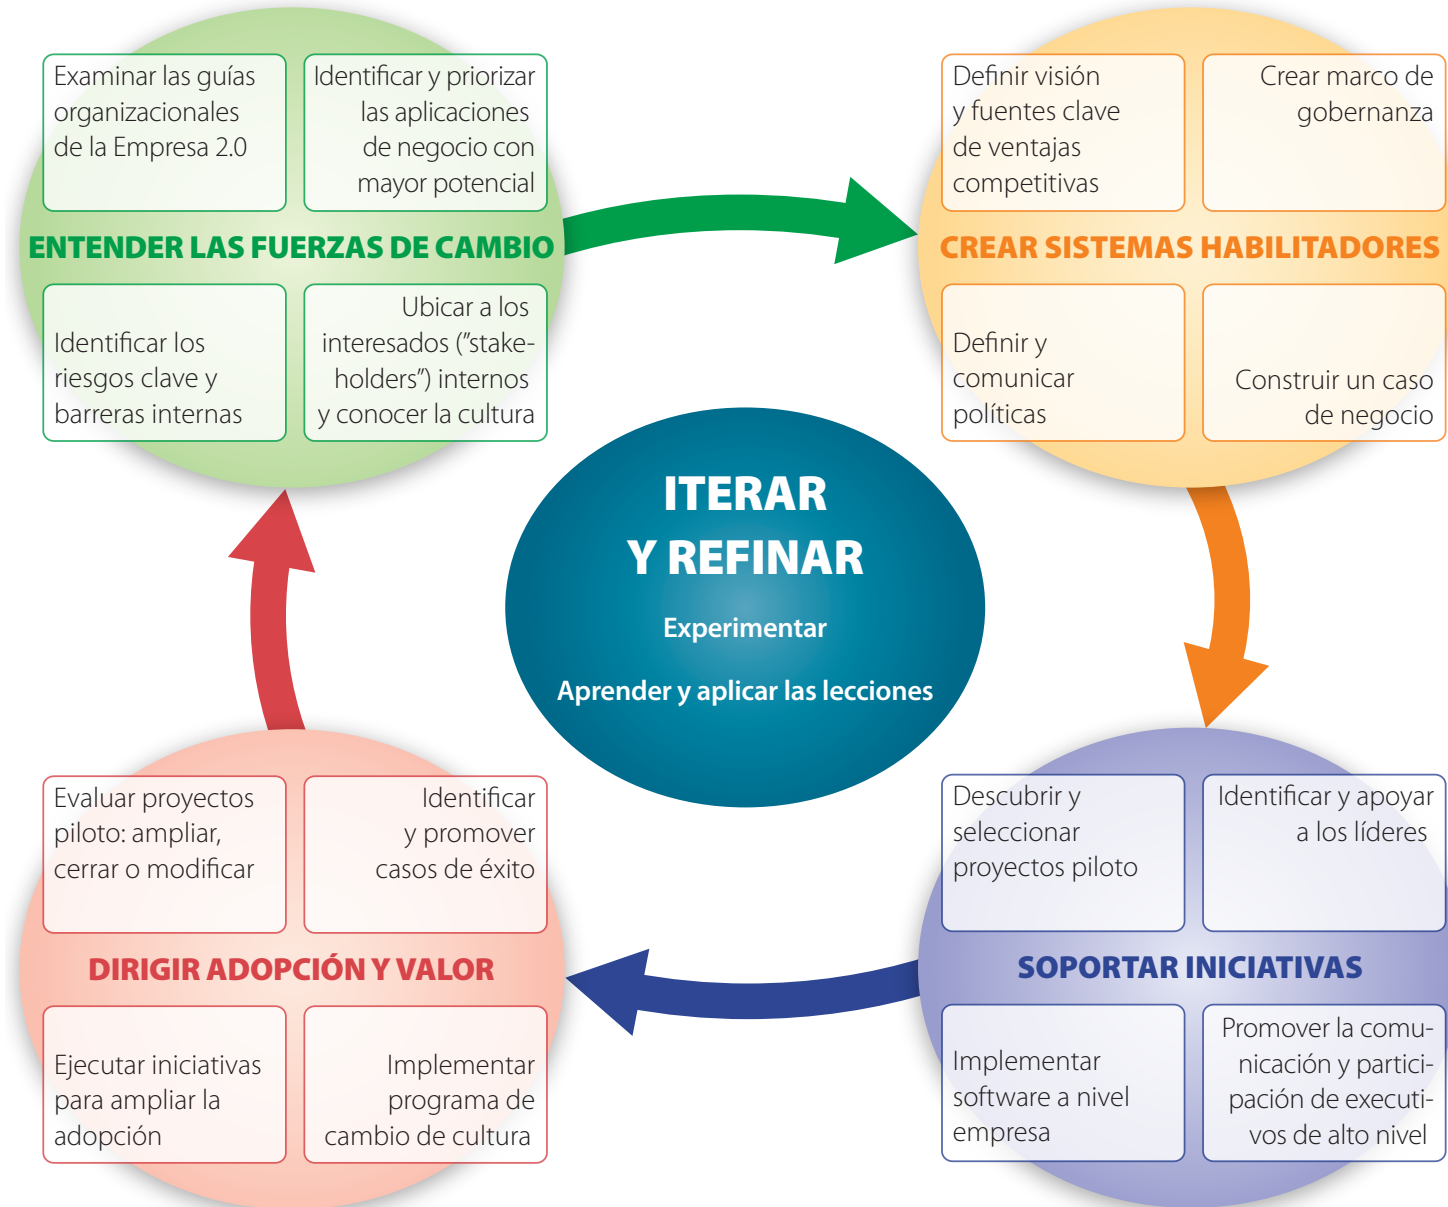 Examinar las guías
organizacionales
de la Empresa 2.0
Identificar y priorizar
las aplicaciones
de negocio con
mayor potencial
ENTENDER LAS FUERZAS DE CAMBIO
Identificar los
riesgos clave y
barreras internas
Ubicar a los
interesados (”stake-
holders”) internos
y conocer la cultura
Definir visión
y fuentes clave
de ventajas
competitivas
Crear marco de
gobernanza
CREAR SISTEMAS HABILITADORES
Definir y
comunicar
políticas
Construir un caso
de negocio
ITERAR
Y REFINAR
Experimentar
Aprender y aplicar las lecciones
Evaluar proyectos
piloto: ampliar,
cerrar o modificar
Identificar
y promover
casos de éxito
DIRIGIR ADOPCIÓN Y VALOR
Ejecutar iniciativas
para ampliar la
adopción
Implementar
programa de
cambio de cultura
Descubrir y
seleccionar
proyectos piloto
Identificar y apoyar
a los líderes
SOPORTAR INICIATIVAS
Implementar
software a nivel
empresa
Promover la comu-
nicación y partici-
pación de executi-
vos de alto nivel